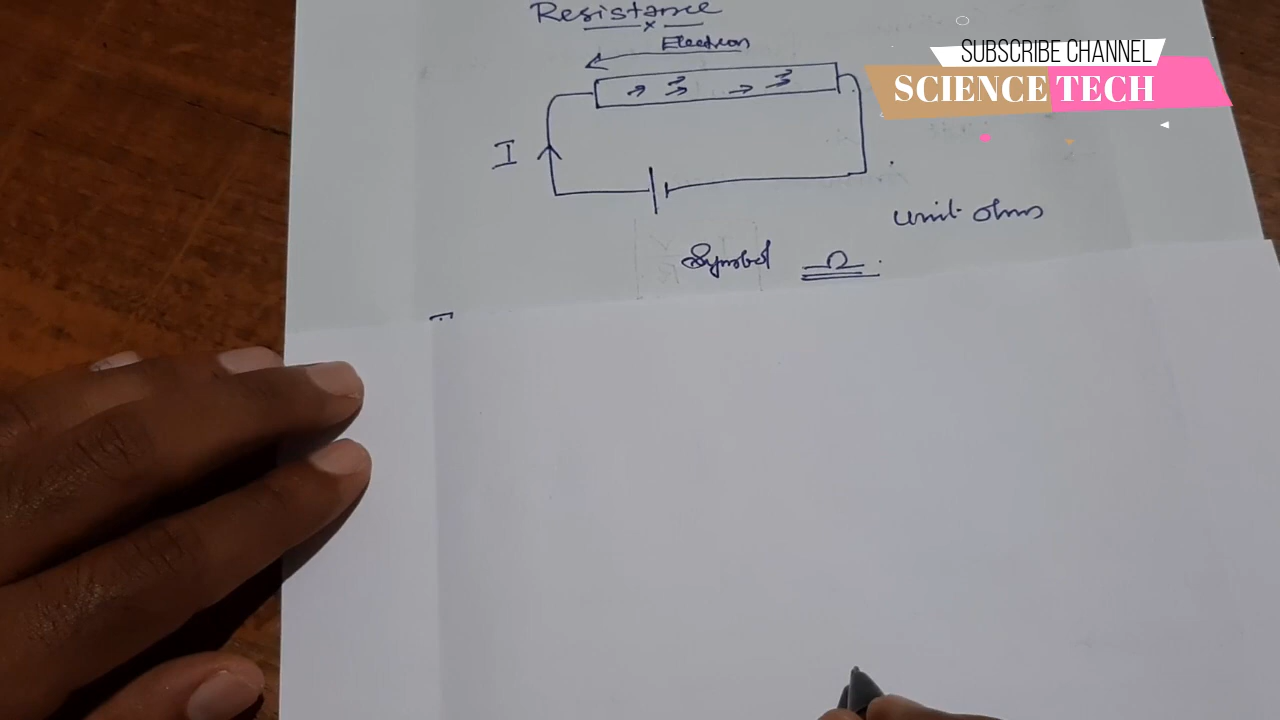 Resistance
Electron
SUBSCRIBE CHANNEL
SCIENCE TECH
I
unit ohms
Symbol Ω